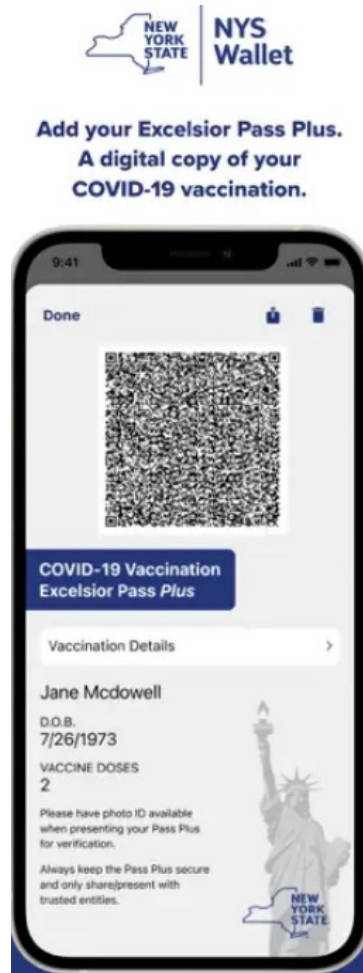 NEW
YORK
STATE
NYS
Wallet
Add your Excelsior Pass Plus.
A digital copy of your
COVID-19 vaccination.
9:41
Done
COVID-19 Vaccination
Excelsior Pass Plus
Vaccination Details
Jane Mcdowell
D.O.B.
7/26/1973
VACCINE DOSES
2
Please have photo ID available
when presenting your Pass Plus
for verification.
Always keep the Pass Plus secure
and only share/present with
trusted entities.
NEW
YORK
STATE